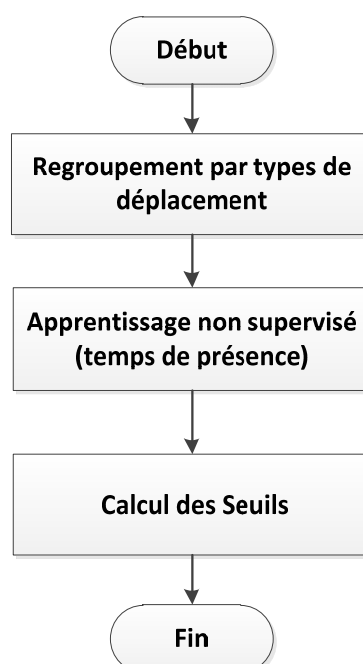 Début
Regroupement par types de
déplacement
Apprentissage non supervisé
(temps de présence)
Calcul des Seuils
Fin